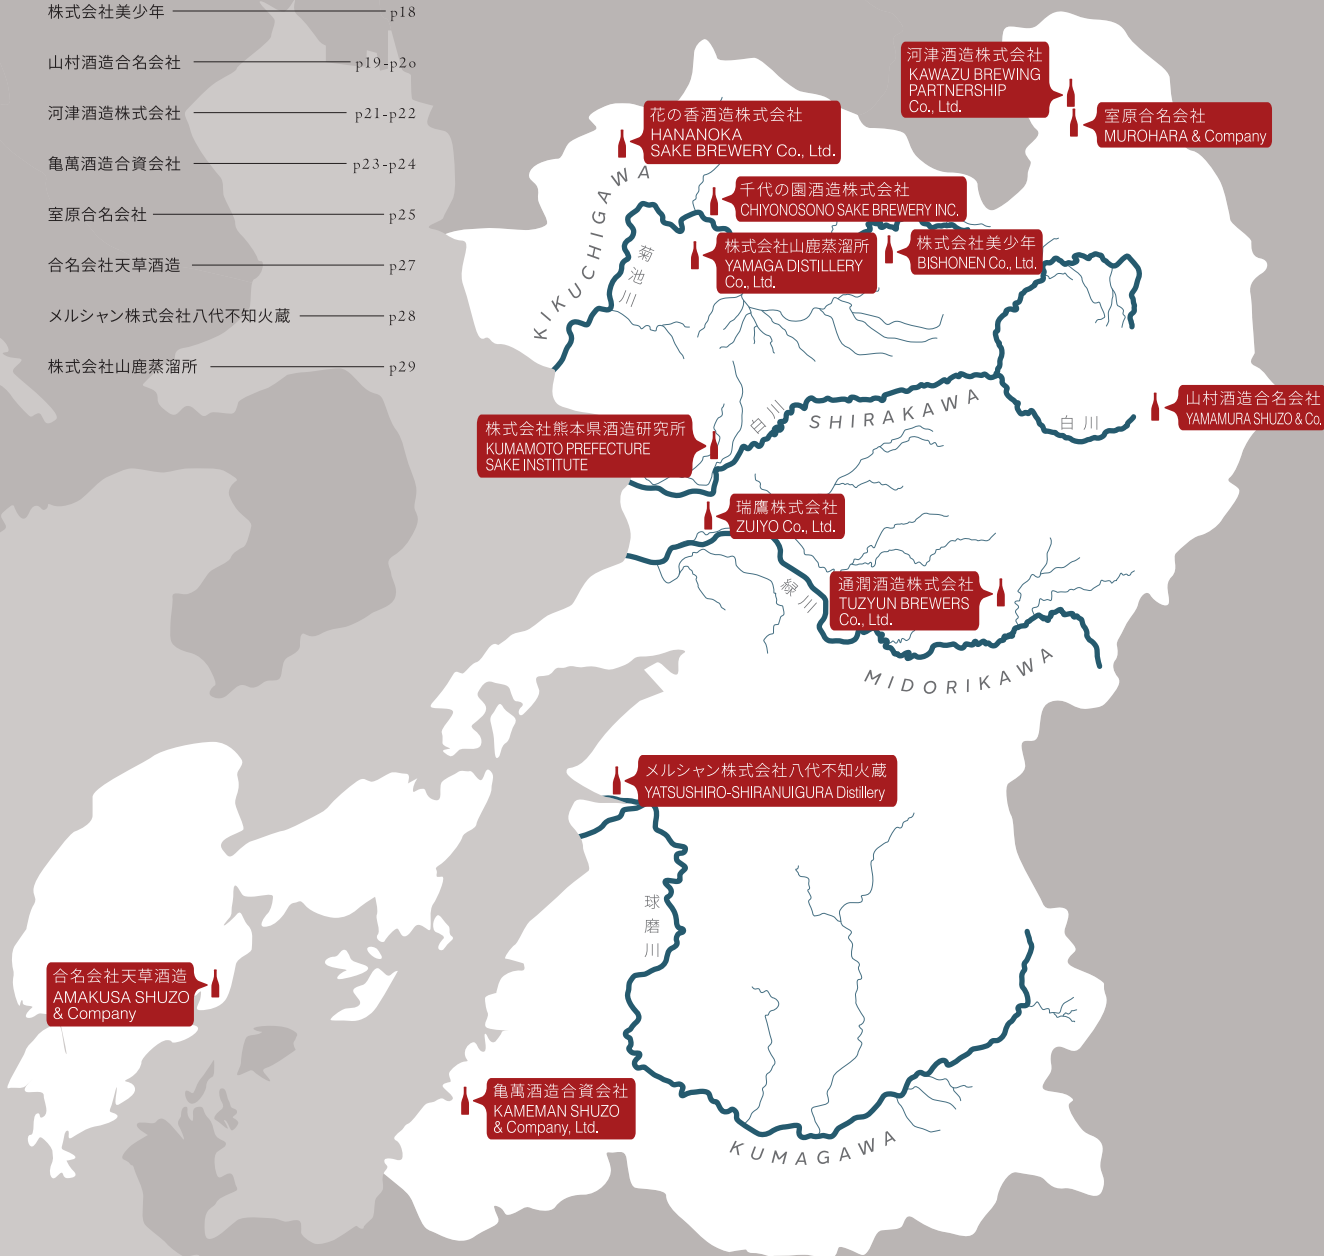 株式会社美少年 p18
山村酒造合名会社 p19-p20
河津酒造株式会社 p21-p22
亀萬酒造合資会社 p23-p24
室原合名会社 p25
合名会社天草酒造 p27
メルシャン株式会社八代不知火蔵 p28
株式会社山鹿蒸溜所 p29
河津酒造株式会社
KAWAZU BREWING
PARTNERSHIP
Co., Ltd.
室原合名会社
MUROHARA & Company
花の香酒造株式会社
HANANOKA
SAKE BREWERY Co., Ltd.
千代の園酒造株式会社
CHIYONOSONO SAKE BREWERY INC.
株式会社山鹿蒸溜所
YAMAGA DISTILLERY
Co., Ltd.
株式会社美少年
BISHONEN Co., Ltd.
KIKUCHIGAWA
菊池川
山村酒造合名会社
YAMAMURA SHUZO & Co.
SHIRAKAWA
白川
白川
株式会社熊本県酒造研究所
KUMAMOTO PREFECTURE
SAKE INSTITUTE
瑞鷹株式会社
ZUIYO Co., Ltd.
緑川
通潤酒造株式会社
TUZYUN BREWERS
Co., Ltd.
MIDORIKAWA
メルシャン株式会社八代不知火蔵
YATSUSHIRO-SHIRANUIGURA Distillery
球磨川
合名会社天草酒造
AMAKUSA SHUZO
& Company
亀萬酒造合資会社
KAMEMAN SHUZO
& Company, Ltd.
KUMAGAWA